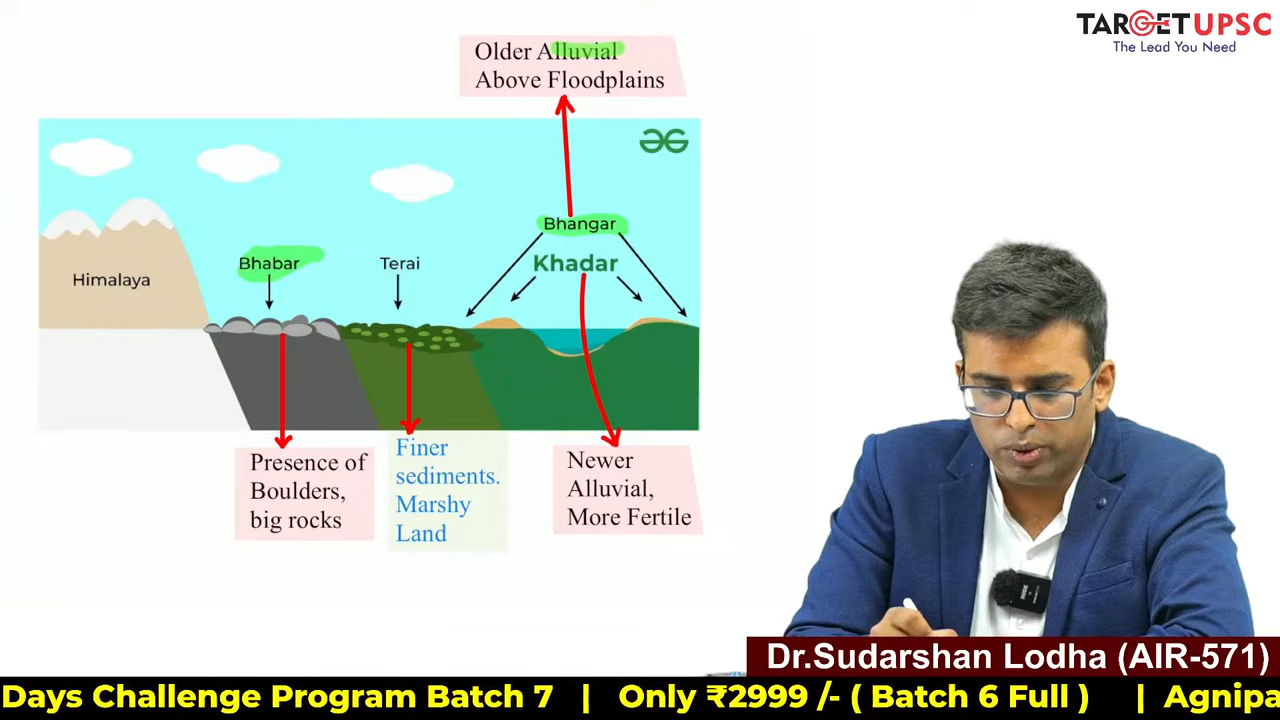 TARGETUPSC
The Lead You Need
Older Alluvial
Above Floodplains
Bhangar
Khadar
Bhabar
Terai
Himalaya
Presence of
Boulders,
big rocks
Finer
sediments.
Marshy
Land
Newer
Alluvial,
More Fertile
Dr.Sudarshan Lodha (AIR-571)
Days Challenge Program Batch 7 | Only ₹2999 /- ( Batch 6 Full ) | Agnipa